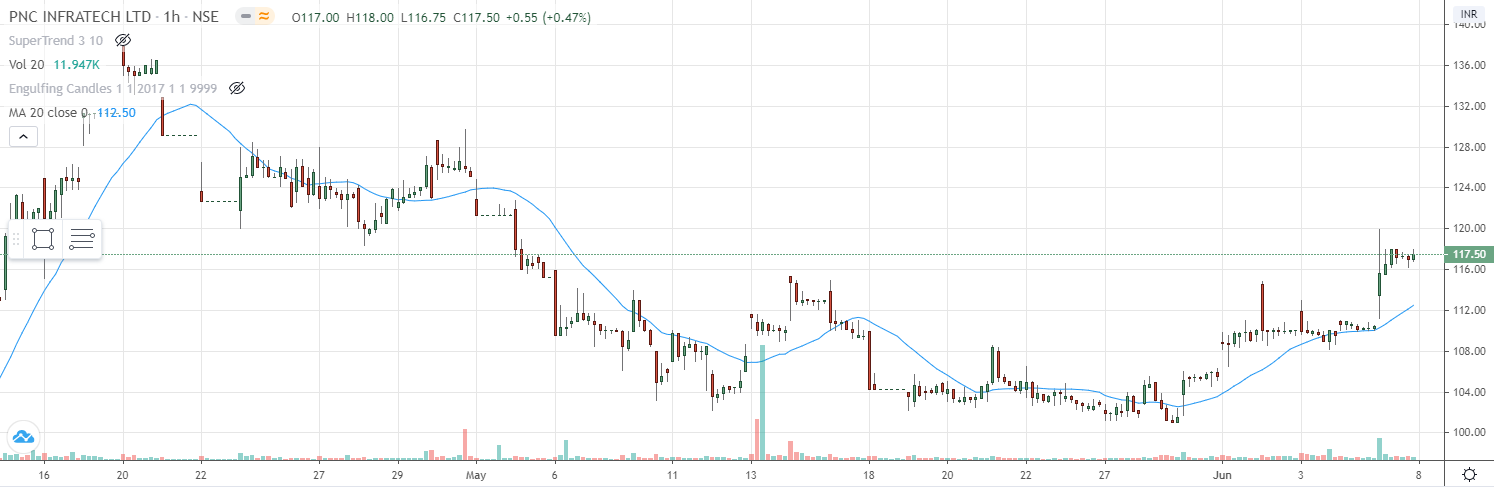 PNC INFRATECH LTD · 1h · NSE O117.00 H118.00 L116.75 C117.50 +0.55 (+0.47%) INR
SuperTrend 3 10
140.00
Vol 20 11.947K
136.00
Engulfing Candles 1 1 2017 1 1 9999
MA 20 close 0 112.50
132.00
128.00
124.00
120.00
117.50
116.00
112.00
108.00
104.00
100.00
16 20 22 27 29 May 6 11 13 18 20 22 27 Jun 3 8